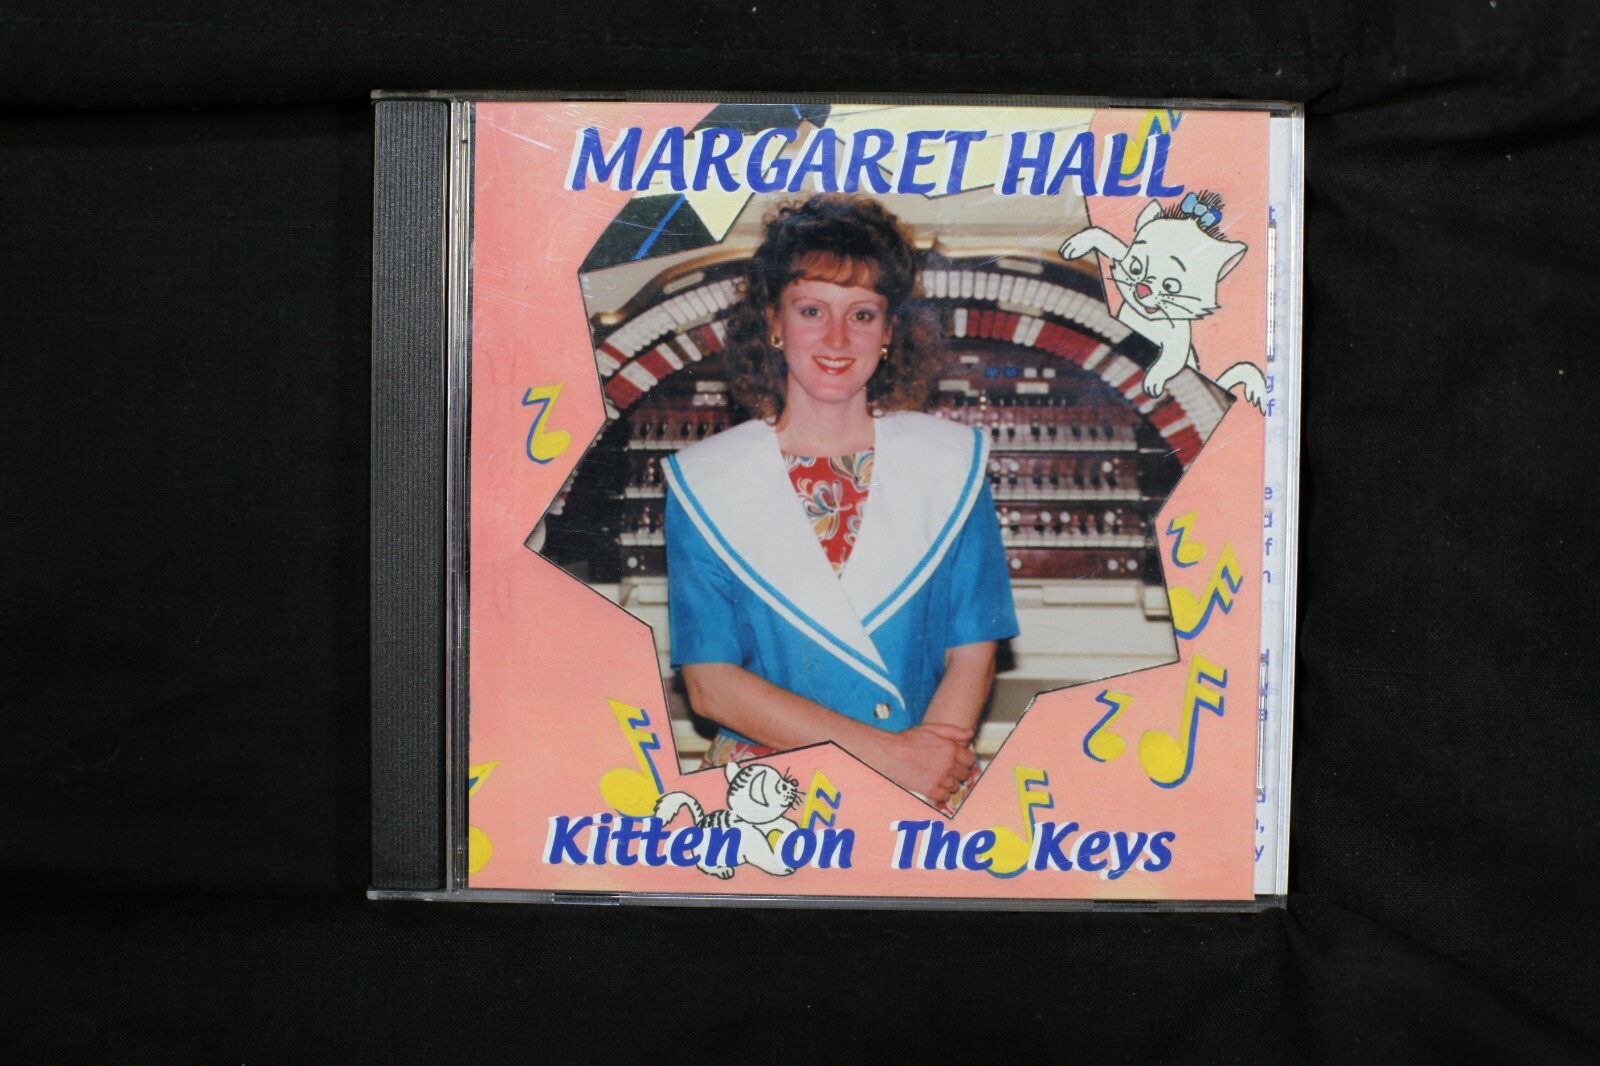 MARGARET HALL
Kitten on The Keys